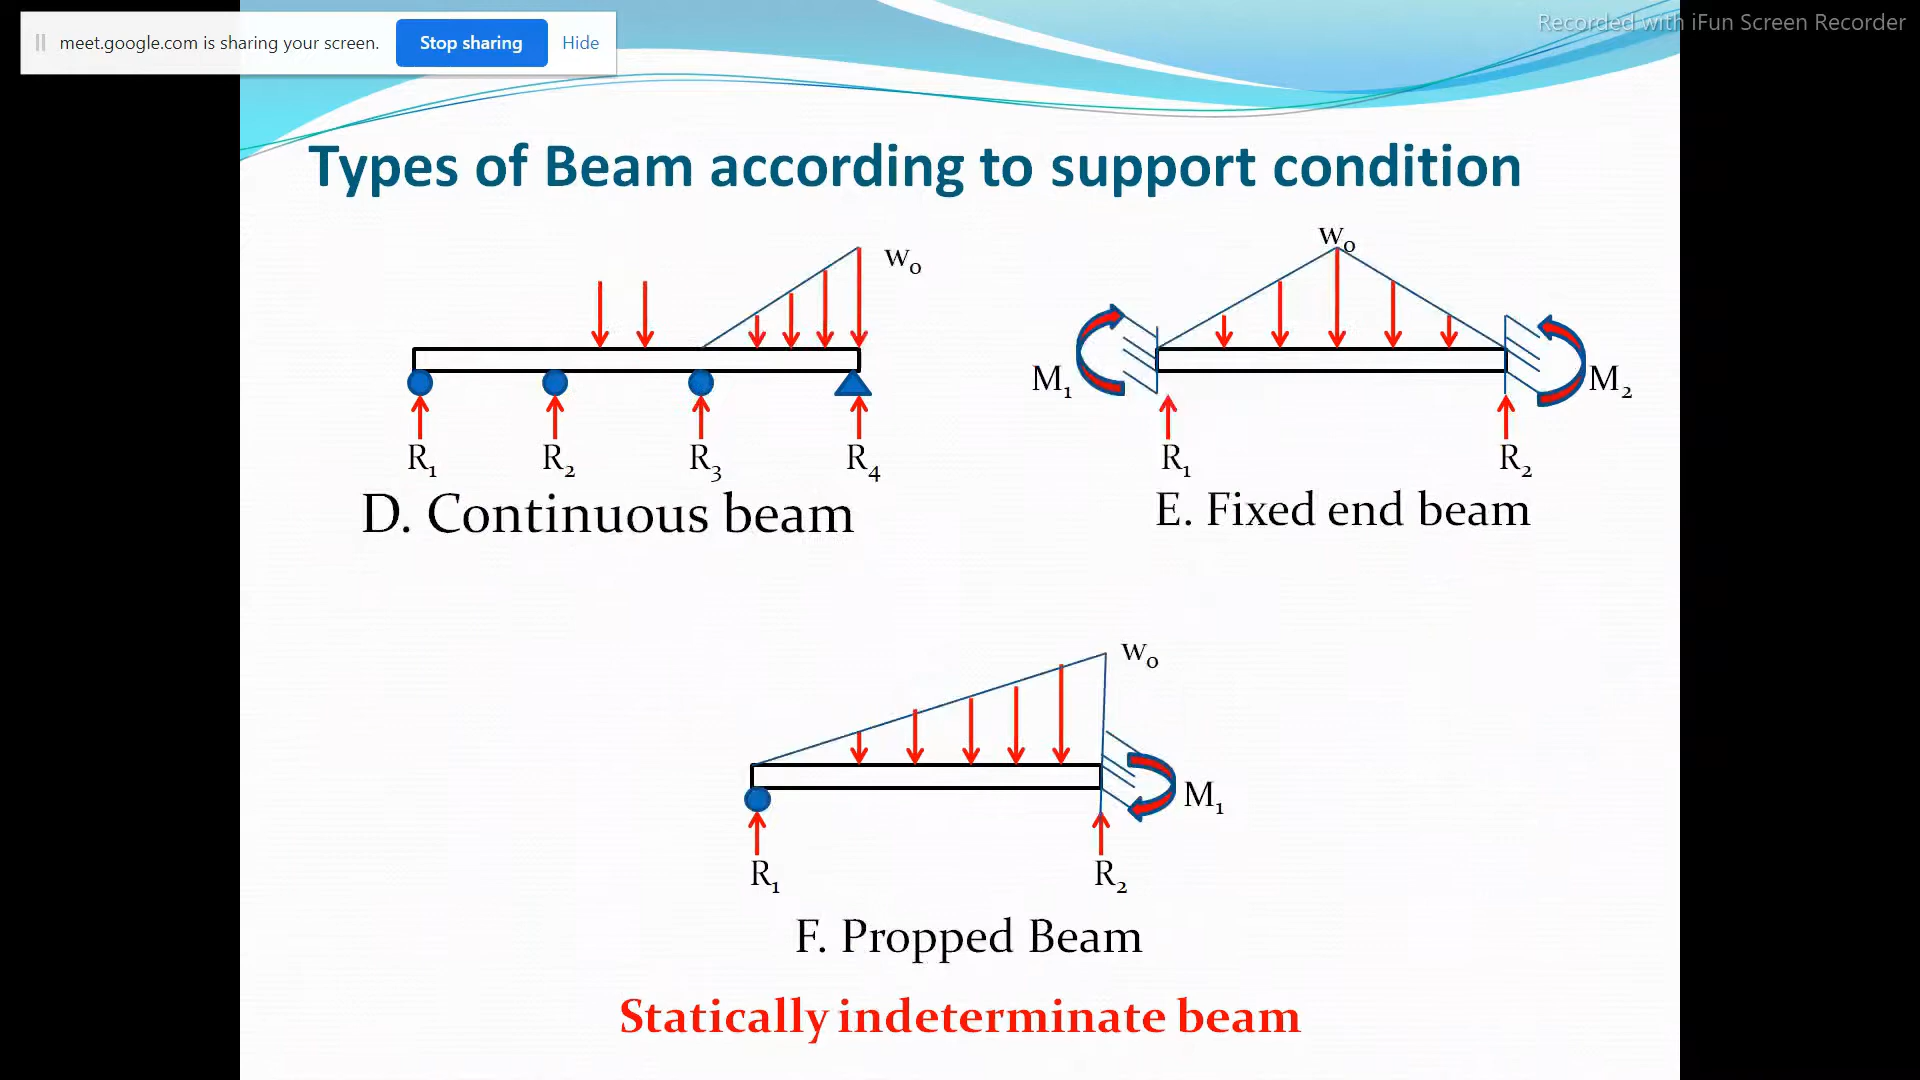 meet.google.com is sharing your screen. Stop sharing Hide
Recorded with iFun Screen Recorder
Types of Beam according to support condition
w₀
R₁ R₂ R₃ R₄
D. Continuous beam
w₀
M₁ M₂
R₁ R₂
E. Fixed end beam
w₀
M₁
R₁ R₂
F. Propped Beam
Statically indeterminate beam